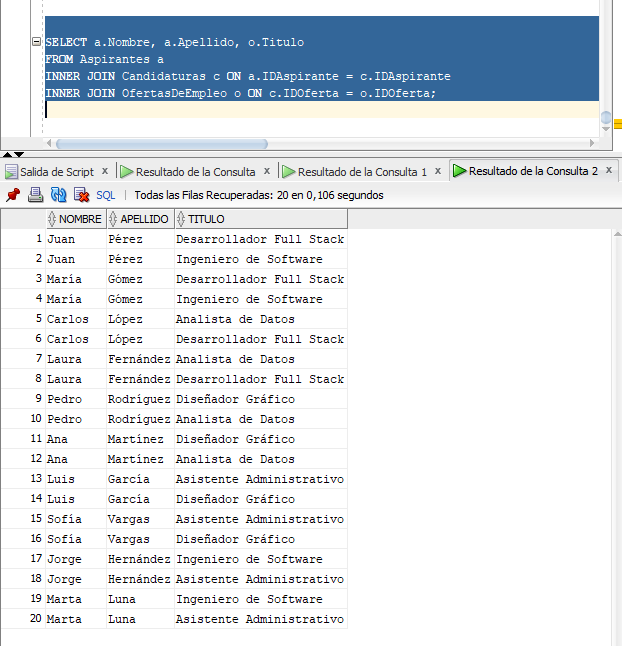 SELECT a.Nombre, a.Apellido, o.Titulo
FROM Aspirantes a
INNER JOIN Candidaturas c ON a.IDAspirante = c.IDAspirante
INNER JOIN OfertasDeEmpleo o ON c.IDOferta = o.IDOferta;
Salida de Script x Resultado de la Consulta x Resultado de la Consulta 1 x Resultado de la Consulta 2 x
SQL | Todas las Filas Recuperadas: 20 en 0,106 segundos
NOMBRE APELLIDO TITULO
1 Juan Pérez Desarrollador Full Stack
2 Juan Pérez Ingeniero de Software
3 María Gómez Desarrollador Full Stack
4 María Gómez Ingeniero de Software
5 Carlos López Analista de Datos
6 Carlos López Desarrollador Full Stack
7 Laura Fernández Analista de Datos
8 Laura Fernández Desarrollador Full Stack
9 Pedro Rodríguez Diseñador Gráfico
10 Pedro Rodríguez Analista de Datos
11 Ana Martínez Diseñador Gráfico
12 Ana Martínez Analista de Datos
13 Luis García Asistente Administrativo
14 Luis García Diseñador Gráfico
15 Sofía Vargas Asistente Administrativo
16 Sofía Vargas Diseñador Gráfico
17 Jorge Hernández Ingeniero de Software
18 Jorge Hernández Asistente Administrativo
19 Marta Luna Ingeniero de Software
20 Marta Luna Asistente Administrativo